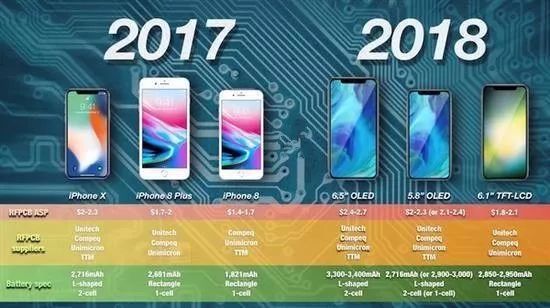 2017
2018
9:41
9:41
9:41
iPhone X
iPhone 8 Plus
iPhone 8
6.5" OLED
5.8" OLED
6.1" TFT-LCD
RFPCB ASP
$2-2.3
$1.7-2
$1.4-1.7
$2.4-2.7
$2-2.3 (or 2.1-2.4)
$1.8-2.1
RFPCB
suppliers
Unitech
Compeq
Unimicron
TTM
Unitech
Compeq
Unimicron
Unitech
Compeq
Unimicron
Unitech
Compeq
Unimicron
TTM
Unitech
Compeq
Unimicron
TTM
Unitech
Compeq
Unimicron
TTM
Battery spec
2,716mAh
L-shaped
2-cell
2,691mAh
Rectangle
1-cell
1,821mAh
Rectangle
1-cell
3,300-3,400mAh
L-shaped
2-cell
2,716mAh (or 2,900-3,000)
L-shaped
2-cell (or 1-cell)
2,850-2,950mAh
Rectangle
1-cell